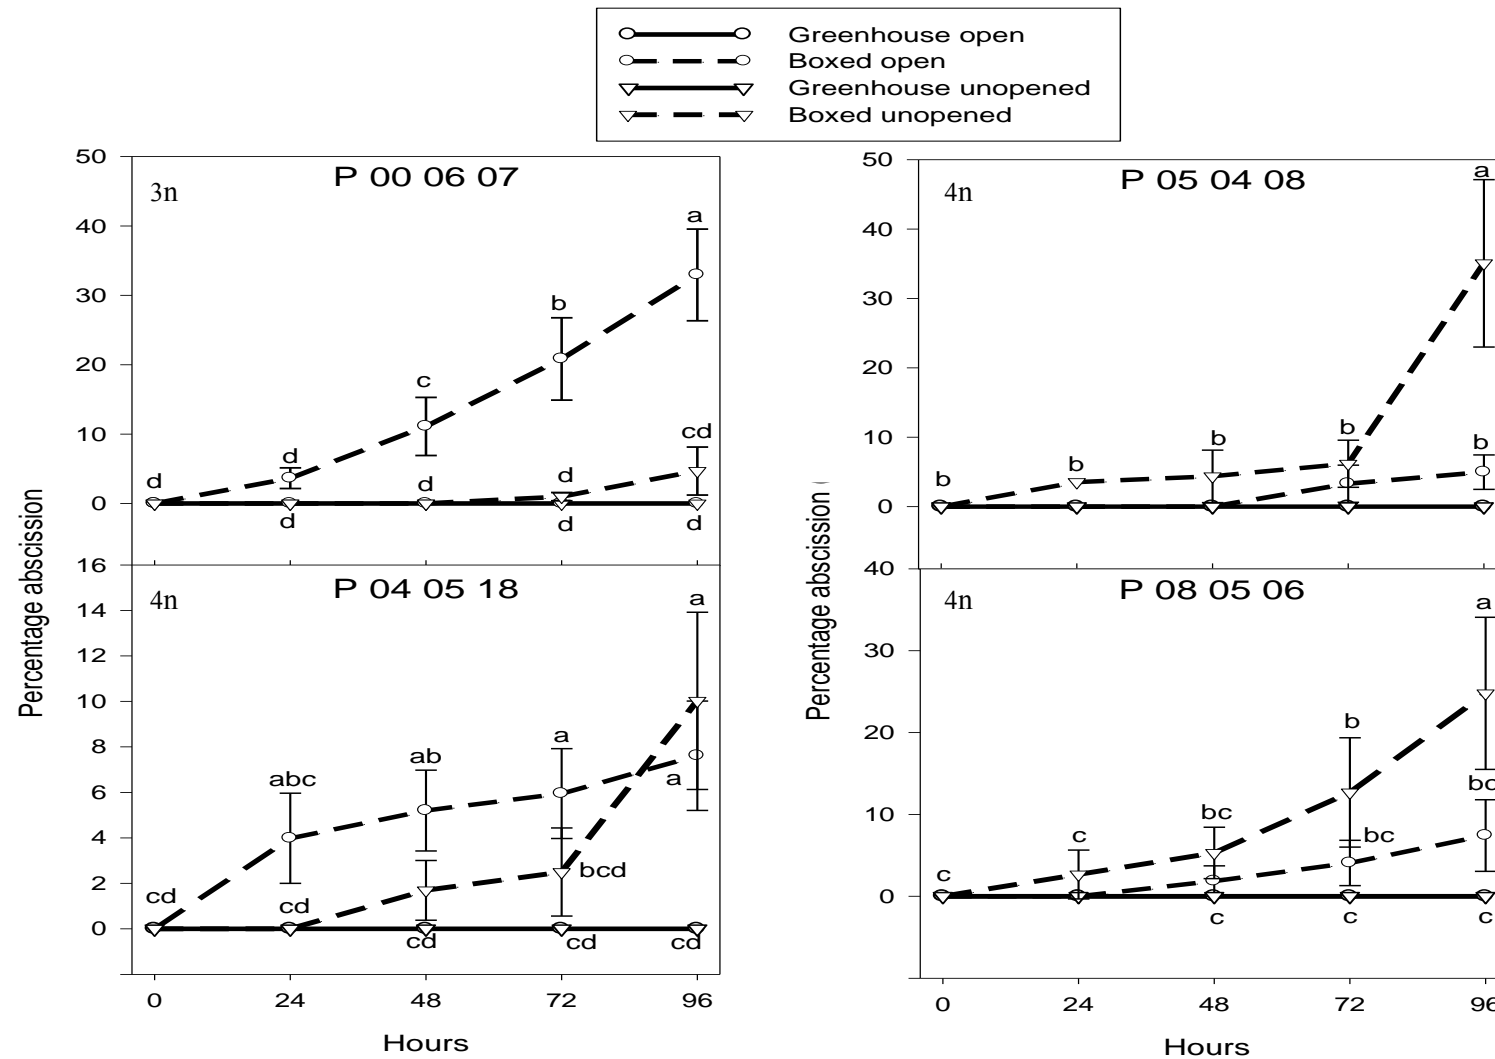 Greenhouse open
Boxed open
Greenhouse unopened
Boxed unopened
P 00 06 07
3n
50
40
30
20
10
0
a
b
c
d
d
d
d
cd
d
d
d
P 05 04 08
4n
50
40
30
20
10
0
a
b
b
b
b
b
Percentage abscission
P 04 05 18
4n
16
14
12
10
8
6
4
2
0
a
a
ab
abc
a
cd
cd
bcd
cd
cd
cd
0 24 48 72 96
Hours
Percentage abscission (
P 08 05 06
4n
40
30
20
10
0
a
b
bc
bc
c
bc
c
c
c
c
0 24 48 72 96
Hours